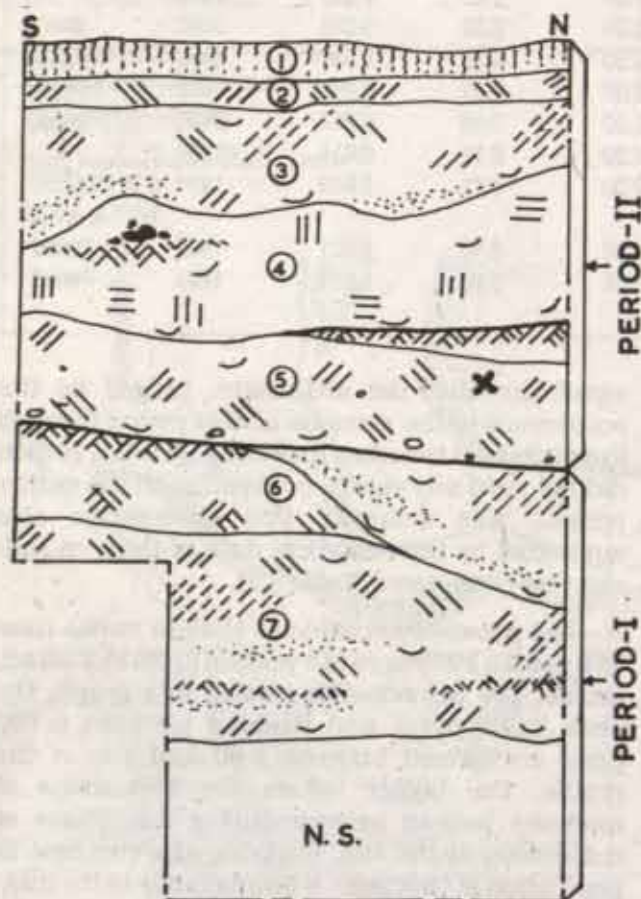 S N
①
②
③
④
⑤
⑥
⑦
N. S.
PERIOD-II
PERIOD-I